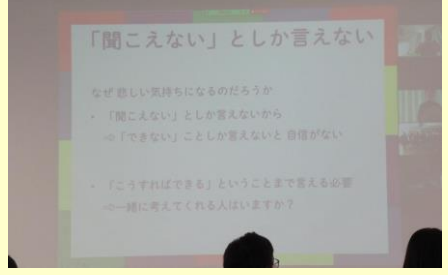 「聞こえない」としか言えない
なぜ 悲しい気持ちになるのだろうか
・ 「聞こえない」としか言えないから
⇨「できない」ことしか言えないと 自信がない
・ 「こうすればできる」ということまで言える必要
⇨一緒に考えてくれる人はいますか?